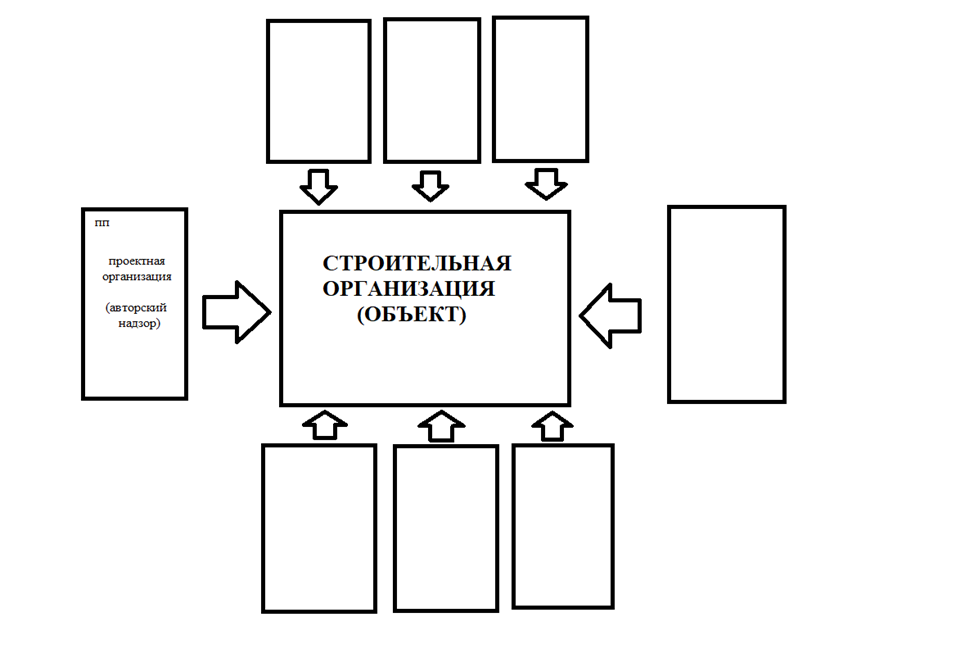 пп
проектная
организация
(авторский
надзор)
СТРОИТЕЛЬНАЯ
ОРГАНИЗАЦИЯ
(ОБЪЕКТ)